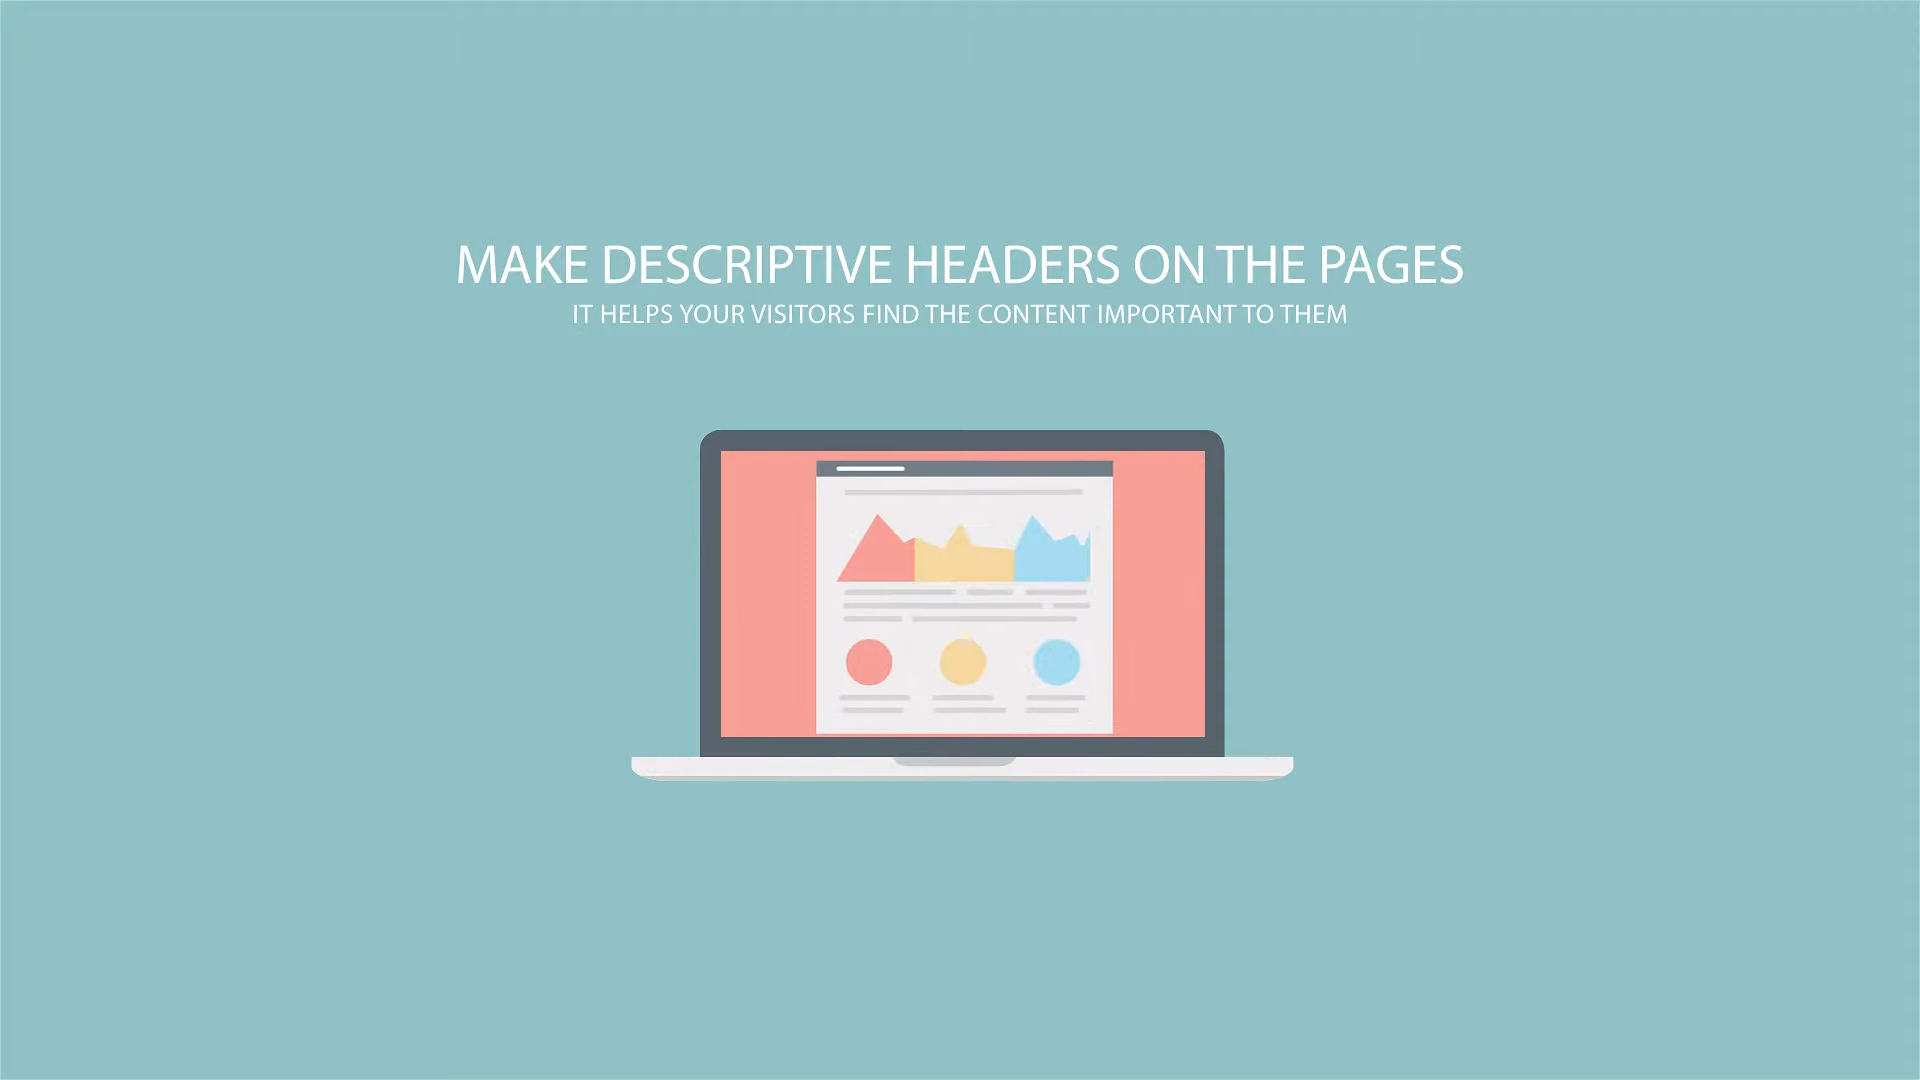 MAKE DESCRIPTIVE HEADERS ON THE PAGES
IT HELPS YOUR VISITORS FIND THE CONTENT IMPORTANT TO THEM